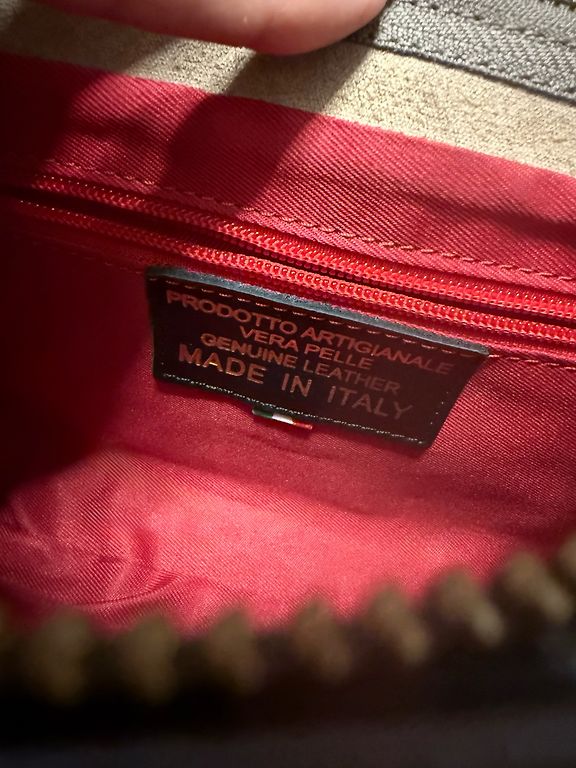 PRODOTTO ARTIGIANALE
VERA PELLE
GENUINE LEATHER
MADE IN ITALY